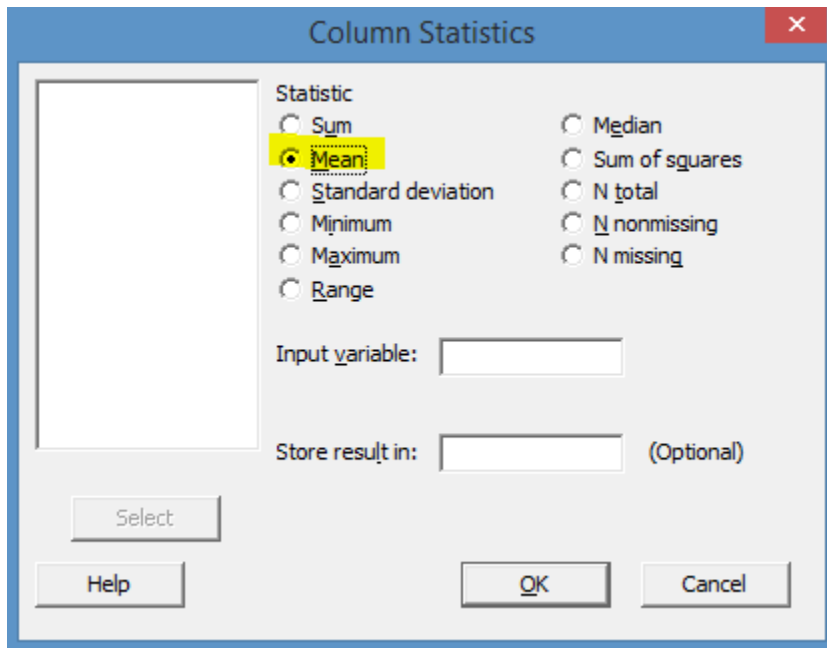 Column Statistics
Statistic
Sum
Mean
Standard deviation
Minimum
Maximum
Range
Median
Sum of squares
N total
N nonmissing
N missing
Input variable:
Store result in:
(Optional)
Select
Help
OK
Cancel